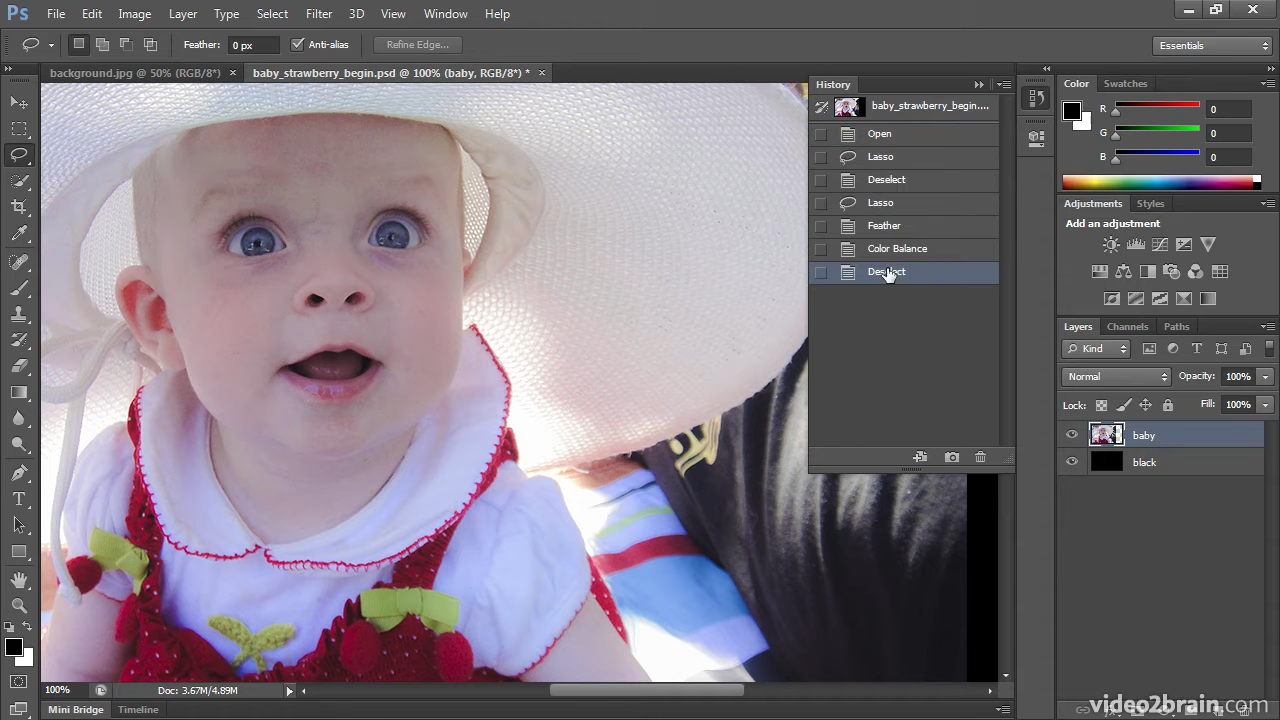 Ps File Edit Image Layer Type Select Filter 3D View Window Help
Feather: 0 px Anti-alias Refine Edge... Essentials
background.jpg @ 50% (RGB/8*) × baby_strawberry_begin.psd @ 100% (baby, RGB/8*) * ×
History
baby_strawberry_begin....
Open
Lasso
Deselect
Lasso
Feather
Color Balance
Deselect
Color Swatches
R 0
G 0
B 0
Adjustments Styles
Add an adjustment
Layers Channels Paths
Kind
Normal Opacity: 100%
Lock: Fill: 100%
baby
black
100% Doc: 3.67M/4.89M
Mini Bridge Timeline
video2brain.com